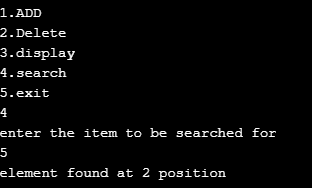 1.ADD
2.Delete
3.display
4.search
5.exit
4
enter the item to be searched for
5
element found at 2 position